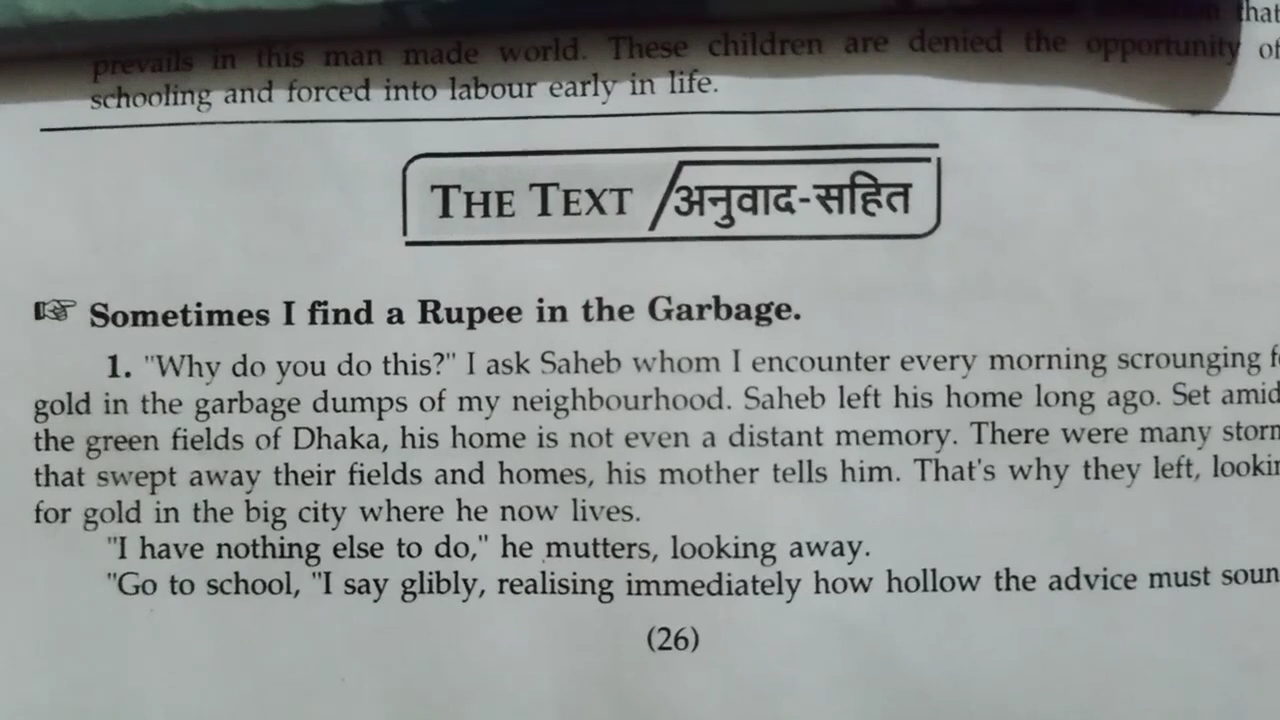 that
prevails in this man made world. These children are denied the opportunity of
schooling and forced into labour early in life.
THE TEXT / अनुवाद-सहित
☞ Sometimes I find a Rupee in the Garbage.
1. "Why do you do this?" I ask Saheb whom I encounter every morning scrounging
gold in the garbage dumps of my neighbourhood. Saheb left his home long ago. Set amid
the green fields of Dhaka, his home is not even a distant memory. There were many storm
that swept away their fields and homes, his mother tells him. That's why they left, lookin
for gold in the big city where he now lives.
"I have nothing else to do," he mutters, looking away.
"Go to school, "I say glibly, realising immediately how hollow the advice must soun
(26)